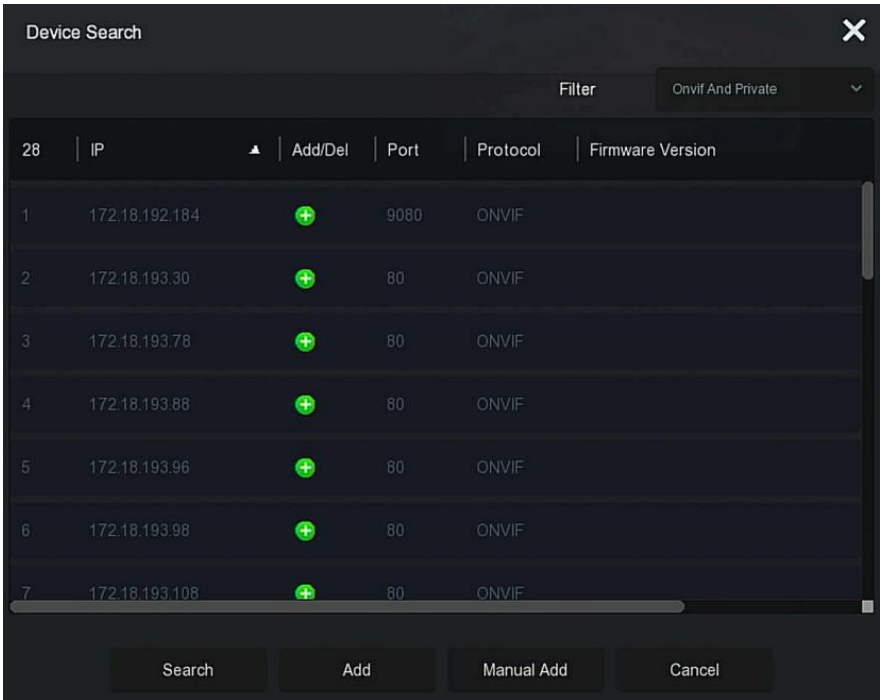 Device Search
Filter Onvif And Private
28 IP Add/Del Port Protocol Firmware Version
1 172.18.192.184 9080 ONVIF
2 172.18.193.30 80 ONVIF
3 172.18.193.78 80 ONVIF
4 172.18.193.88 80 ONVIF
5 172.18.193.96 80 ONVIF
6 172.18.193.98 80 ONVIF
7 172.18.193.108 80 ONVIF
Search Add Manual Add Cancel